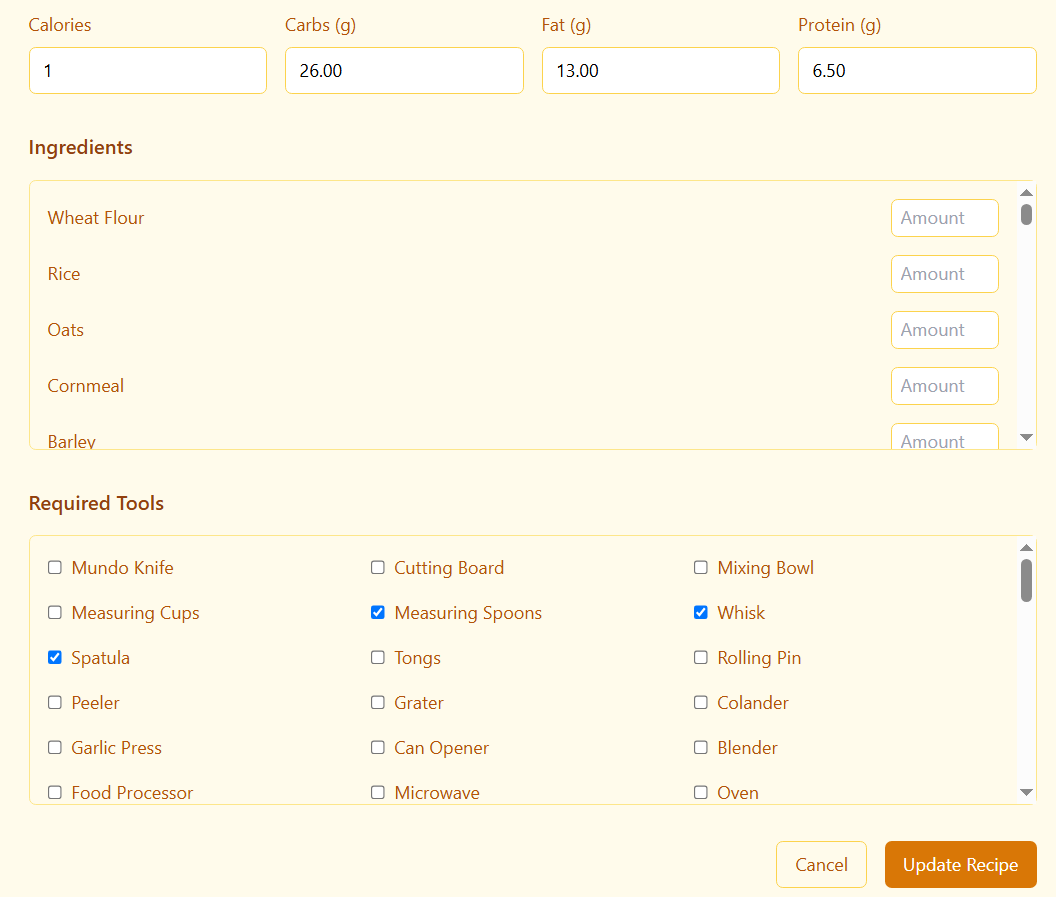 Calories Carbs (g) Fat (g) Protein (g)
1 26.00 13.00 6.50
Ingredients
Wheat Flour Amount
Rice Amount
Oats Amount
Cornmeal Amount
Barley Amount
Required Tools
Mundo Knife Cutting Board Mixing Bowl
Measuring Cups Measuring Spoons Whisk
Spatula Tongs Rolling Pin
Peeler Grater Colander
Garlic Press Can Opener Blender
Food Processor Microwave Oven
Cancel Update Recipe